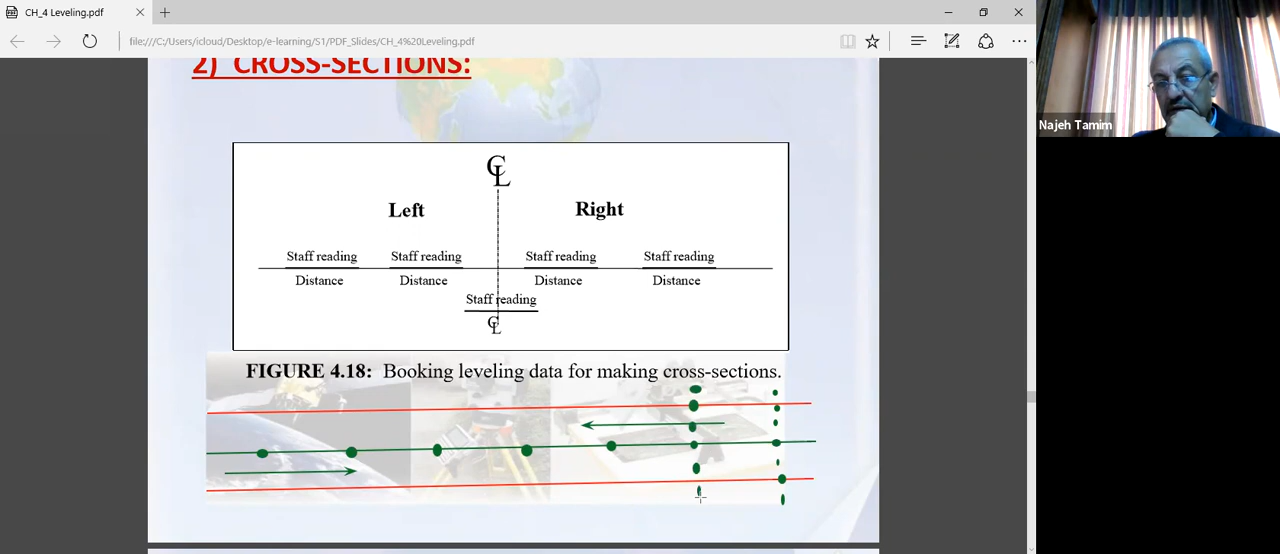 CH_4 Leveling.pdf
file:///C:/Users/icloud/Desktop/e-learning/S1/PDF_Slides/CH_4%20Leveling.pdf
2) CROSS-SECTIONS:
CL
Left Right
Staff reading Staff reading Staff reading Staff reading
Distance Distance Distance Distance
Staff reading
CL
FIGURE 4.18: Booking leveling data for making cross-sections.
Najeh Tamim